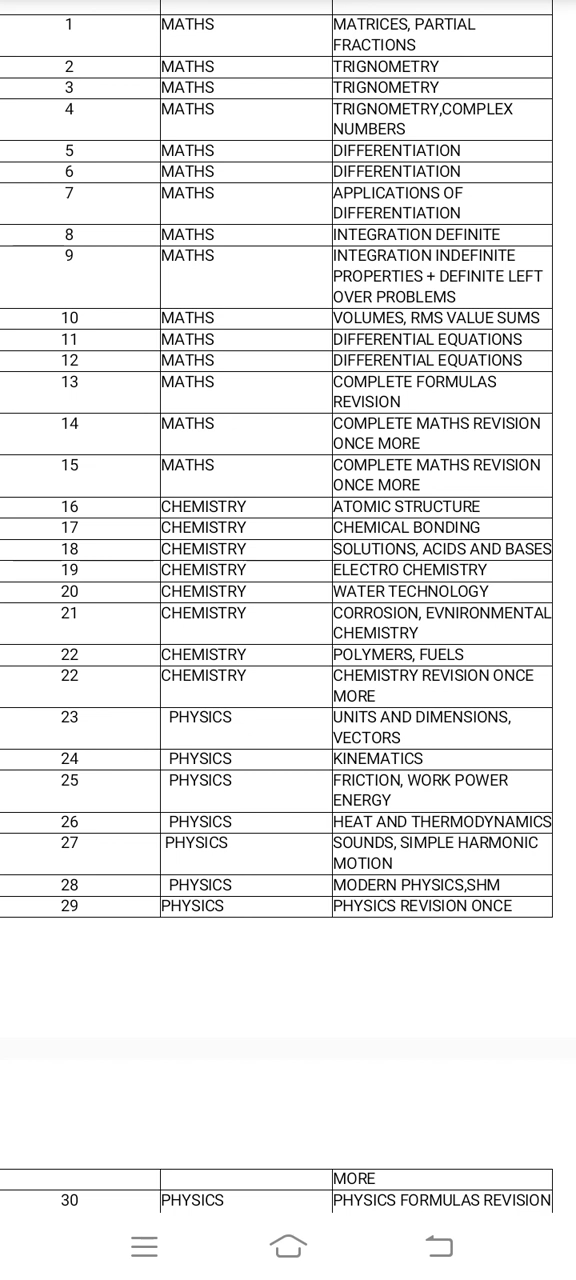 1 MATHS MATRICES, PARTIAL
FRACTIONS
2 MATHS TRIGNOMETRY
3 MATHS TRIGNOMETRY
4 MATHS TRIGNOMETRY,COMPLEX
NUMBERS
5 MATHS DIFFERENTIATION
6 MATHS DIFFERENTIATION
7 MATHS APPLICATIONS OF
DIFFERENTIATION
8 MATHS INTEGRATION DEFINITE
9 MATHS INTEGRATION INDEFINITE
PROPERTIES + DEFINITE LEFT
OVER PROBLEMS
10 MATHS VOLUMES, RMS VALUE SUMS
11 MATHS DIFFERENTIAL EQUATIONS
12 MATHS DIFFERENTIAL EQUATIONS
13 MATHS COMPLETE FORMULAS
REVISION
14 MATHS COMPLETE MATHS REVISION
ONCE MORE
15 MATHS COMPLETE MATHS REVISION
ONCE MORE
16 CHEMISTRY ATOMIC STRUCTURE
17 CHEMISTRY CHEMICAL BONDING
18 CHEMISTRY SOLUTIONS, ACIDS AND BASES
19 CHEMISTRY ELECTRO CHEMISTRY
20 CHEMISTRY WATER TECHNOLOGY
21 CHEMISTRY CORROSION, EVNIRONMENTAL
CHEMISTRY
22 CHEMISTRY POLYMERS, FUELS
22 CHEMISTRY CHEMISTRY REVISION ONCE
MORE
23 PHYSICS UNITS AND DIMENSIONS,
VECTORS
24 PHYSICS KINEMATICS
25 PHYSICS FRICTION, WORK POWER
ENERGY
26 PHYSICS HEAT AND THERMODYNAMICS
27 PHYSICS SOUNDS, SIMPLE HARMONIC
MOTION
28 PHYSICS MODERN PHYSICS,SHM
29 PHYSICS PHYSICS REVISION ONCE
MORE
30 PHYSICS PHYSICS FORMULAS REVISION